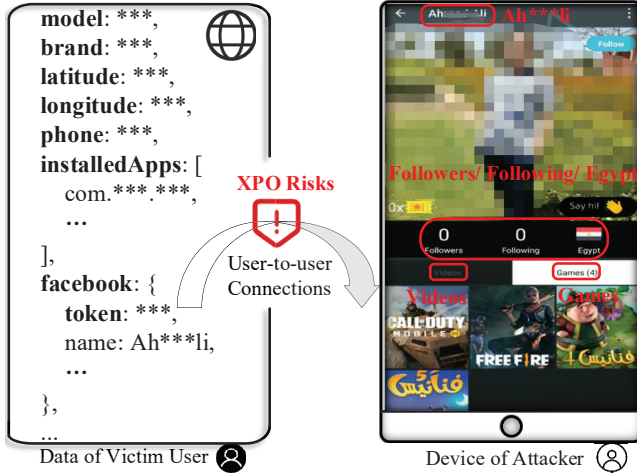 model: ***,
brand: ***,
latitude: ***,
longitude: ***,
phone: ***,
installedApps: [
com.***.***,
...
],
facebook: {
token: ***,
name: Ah***li,
...
},
...
Data of Victim User
XPO Risks
User-to-user
Connections
Ah***li
Follow
Followers/ Following/ Egypt
0x
Say hi!
0
0
Followers
Following
Egypt
Videos
Games (4)
Videos
Games
CALL OF DUTY
MOBILE
FREE FIRE
فنانيس 4
فنانيس
Device of Attacker